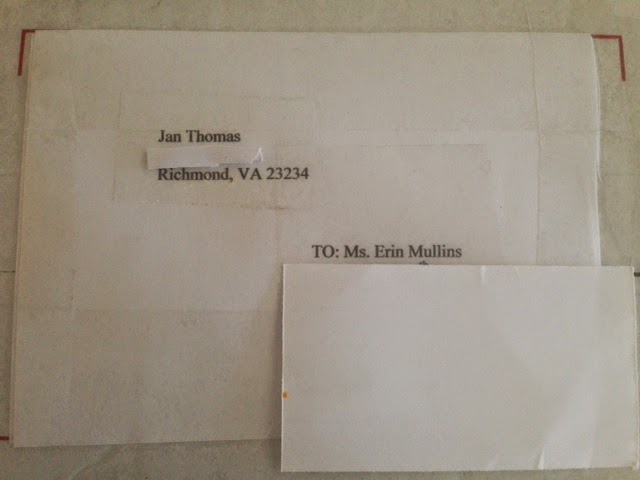 Jan Thomas
Richmond, VA 23234
TO: Ms. Erin Mullins